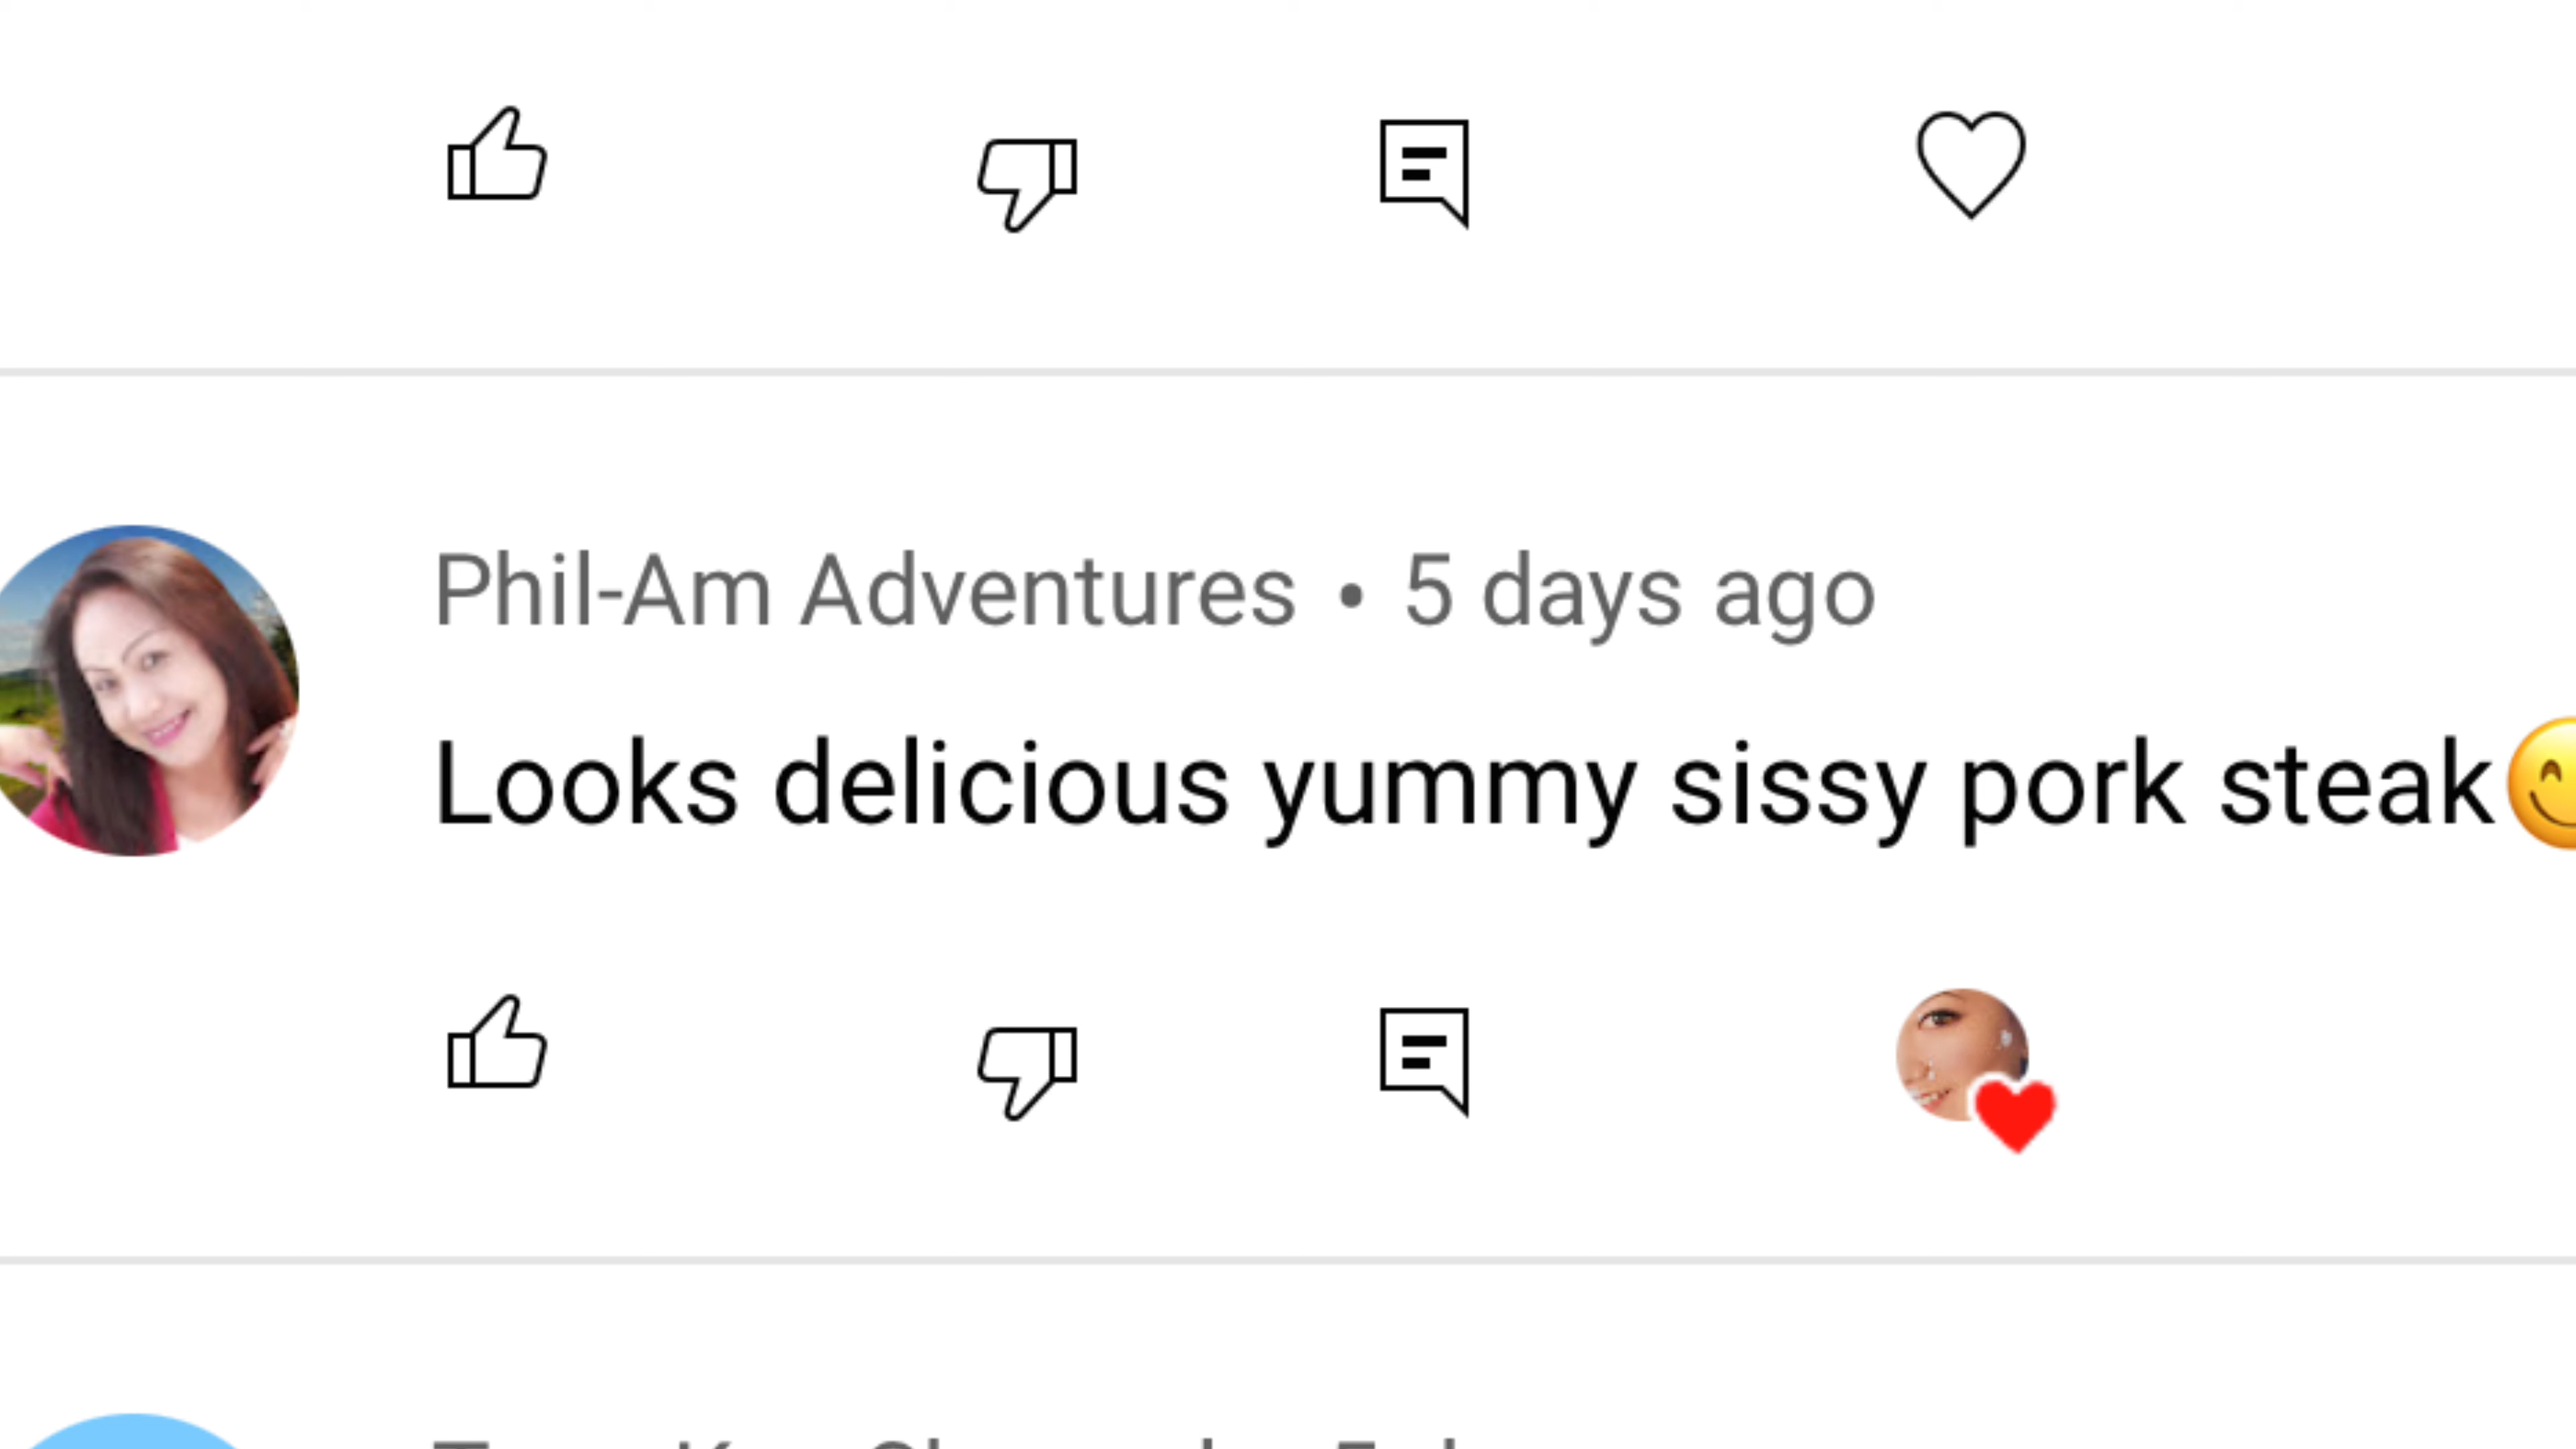 Phil-Am Adventures • 5 days ago
Looks delicious yummy sissy pork steak😊